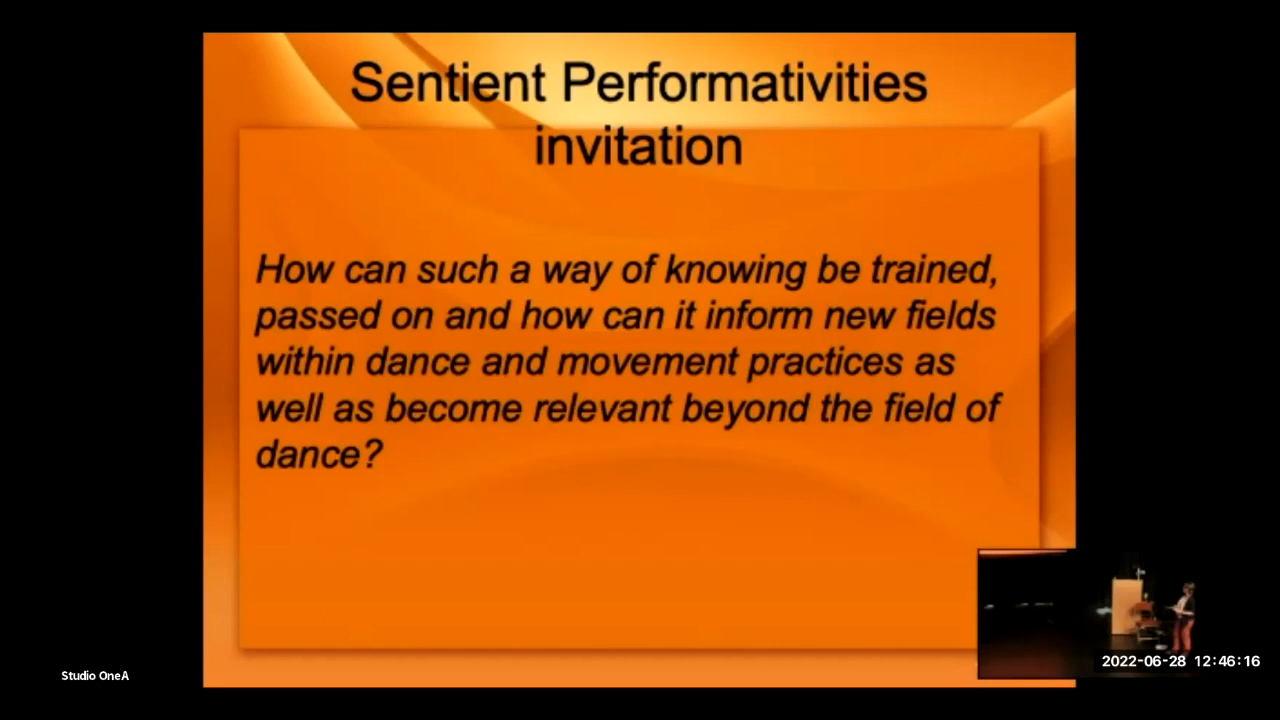 Sentient Performativities
invitation
How can such a way of knowing be trained,
passed on and how can it inform new fields
within dance and movement practices as
well as become relevant beyond the field of
dance?
Studio OneA
2022-06-28 12:46:16